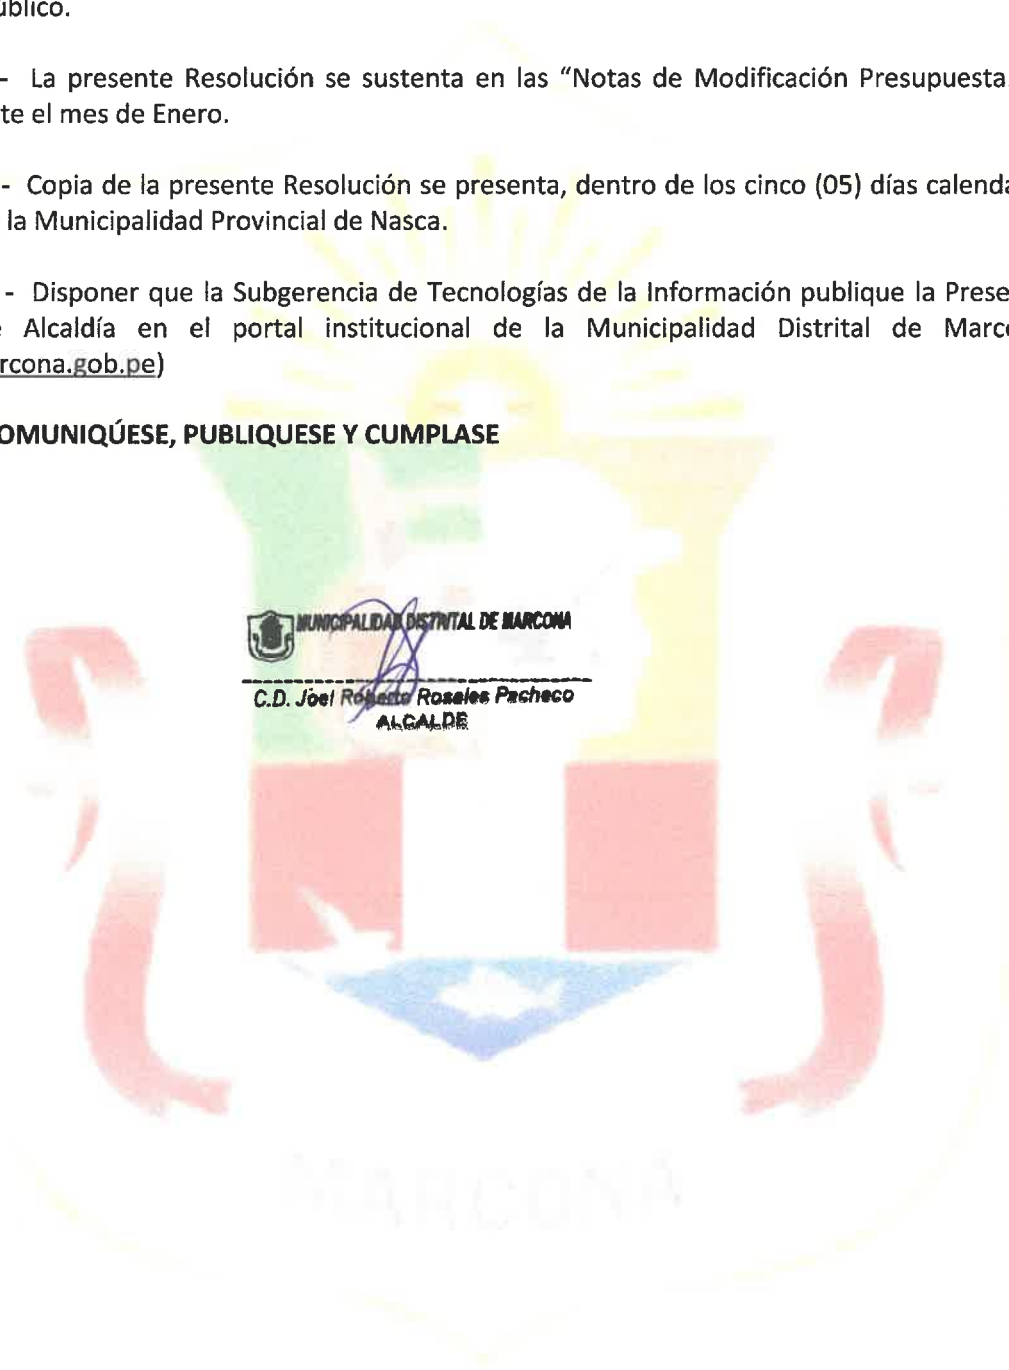 úblico.
- La presente Resolución se sustenta en las “Notas de Modificación Presupuesta
te el mes de Enero.
- Copia de la presente Resolución se presenta, dentro de los cinco (05) días calenda
la Municipalidad Provincial de Nasca.
- Disponer que la Subgerencia de Tecnologías de la Información publique la Prese
e Alcaldía en el portal institucional de la Municipalidad Distrital de Marc
rcona.gob.pe)
OMUNIQÚESE, PUBLIQUESE Y CUMPLASE
MUNICIPALIDAD DISTRITAL DE MARCONA
C.D. Joel Roberto Rosales Pacheco
ALCALDE
MARCONA